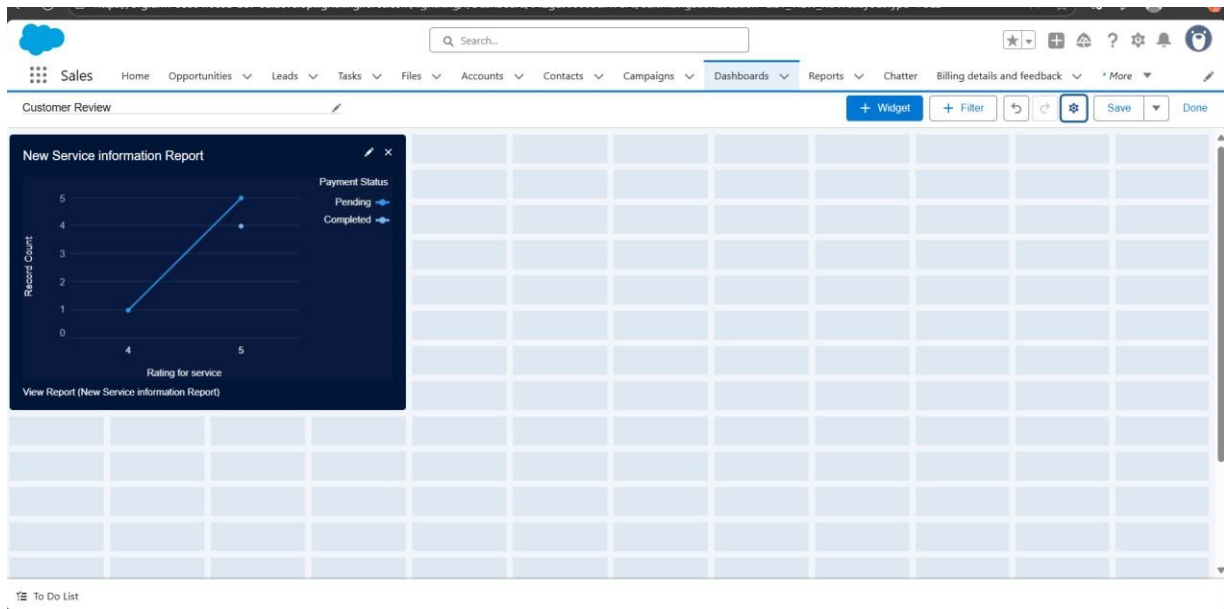 Search...
Sales Home Opportunities Leads Tasks Files Accounts Contacts Campaigns Dashboards Reports Chatter Billing details and feedback * More
Customer Review
+ Widget + Filter Save Done
New Service information Report
Payment Status
Pending
Completed
Record Count
5
4
3
2
1
0
4 5
Rating for service
View Report (New Service information Report)
To Do List